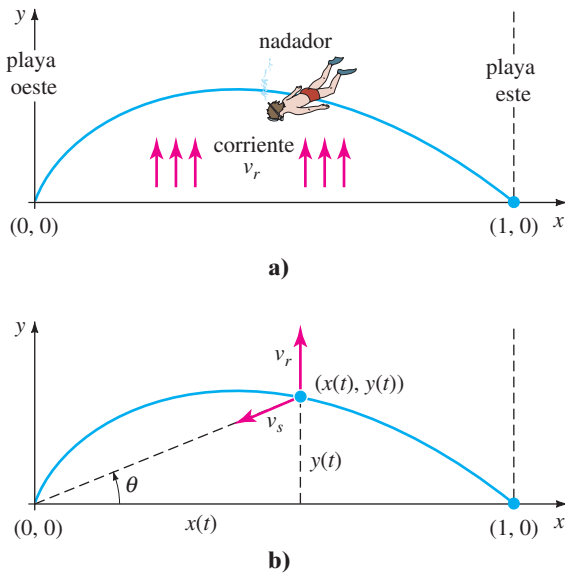 y
nadador
playa
oeste
playa
este
corriente
v_r
(0, 0)
(1, 0)
x
a)
y
v_r
(x(t), y(t))
v_s
y(t)
θ
(0, 0)
x(t)
(1, 0)
x
b)